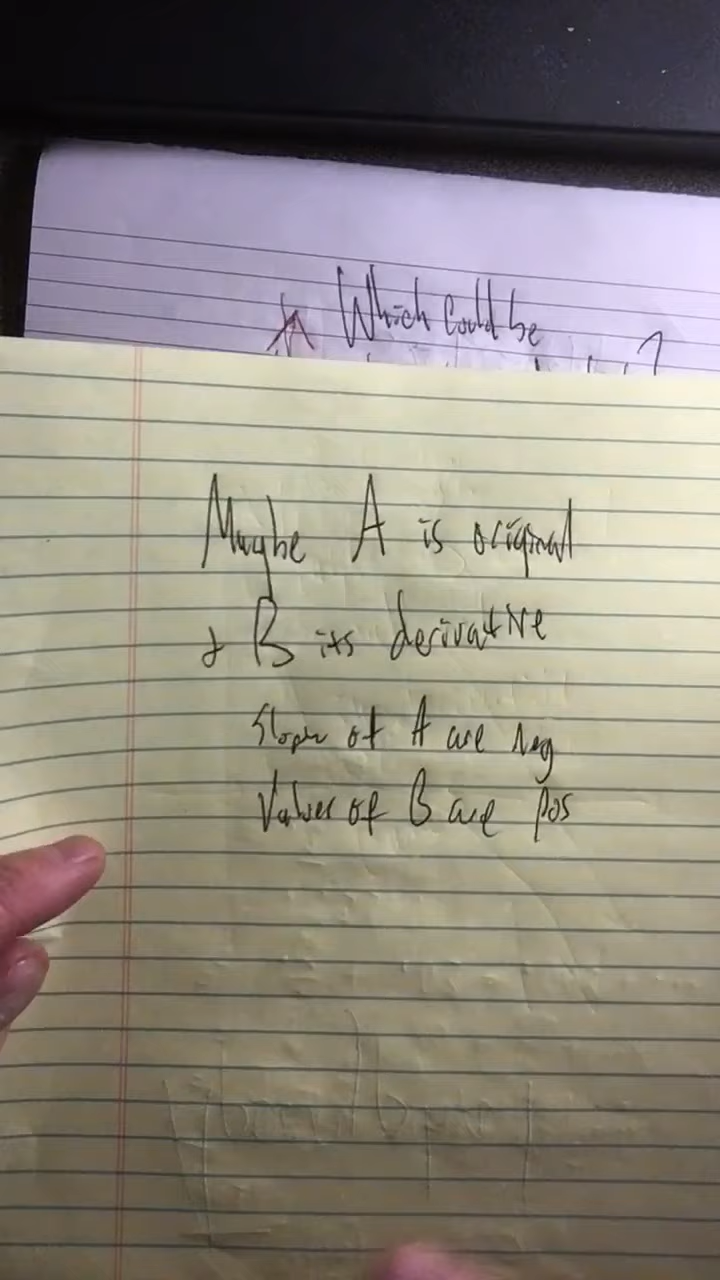 Which Could be
?
Maybe A is original
+ B its derivative
Slopes of A are neg
Values of B are pos